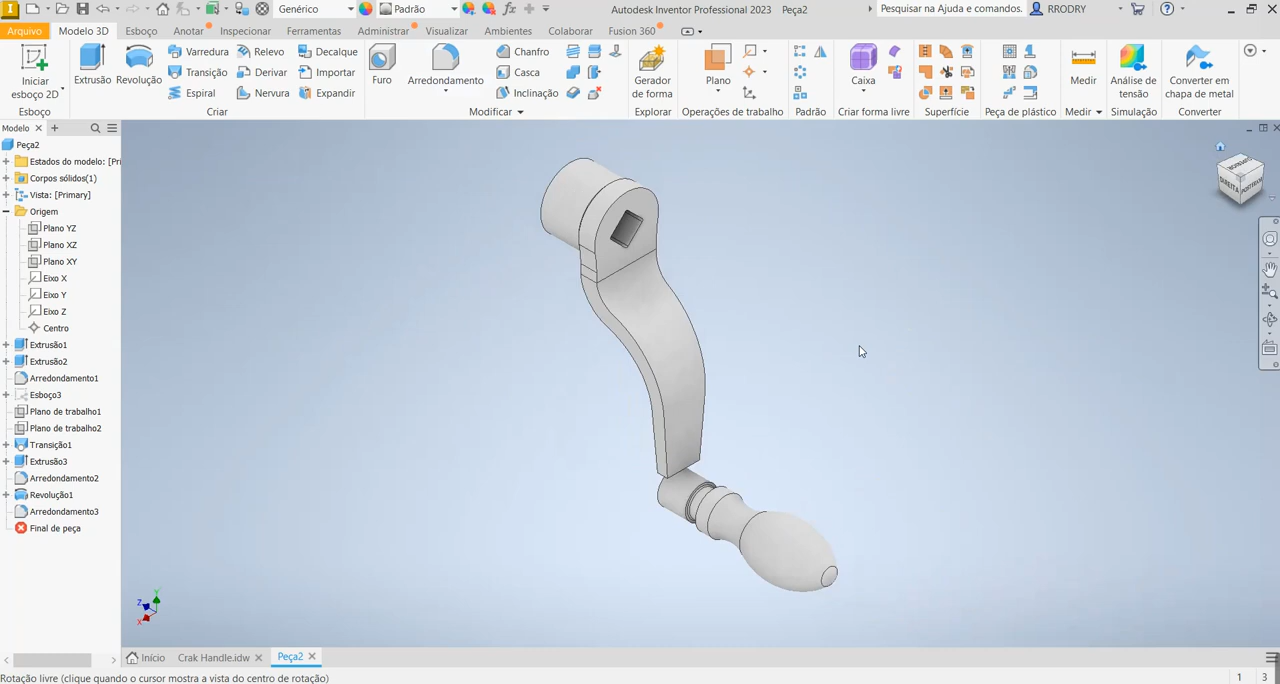 Genérico
Padrão
Autodesk Inventor Professional 2023 Peça2
Pesquisar na Ajuda e comandos.
RRODRY
Arquivo
Modelo 3D
Esboço
Anotar
Inspecionar
Ferramentas
Administrar
Visualizar
Ambientes
Colaborar
Fusion 360
Iniciar
esboço 2D
Extrusão
Revolução
Varredura
Relevo
Decalque
Transição
Derivar
Importar
Espiral
Nervura
Expandir
Furo
Arredondamento
Chanfro
Casca
Inclinação
Gerador
de forma
Plano
Caixa
Medir
Análise de
tensão
Converter em
chapa de metal
Esboço
Criar
Modificar
Explorar
Operações de trabalho
Padrão
Criar forma livre
Superfície
Peça de plástico
Medir
Simulação
Converter
Modelo
Peça2
Estados do modelo: [Pri
Corpos sólidos(1)
Vista: [Primary]
Origem
Plano YZ
Plano XZ
Plano XY
Eixo X
Eixo Y
Eixo Z
Centro
Extrusão1
Extrusão2
Arredondamento1
Esboço3
Plano de trabalho1
Plano de trabalho2
Transição1
Extrusão3
Arredondamento2
Revolução1
Arredondamento3
Final de peça
DIREITA
Z
Y
X
Início
Crak Handle.idw
Peça2
Rotação livre (clique quando o cursor mostra a vista do centro de rotação)
1
3